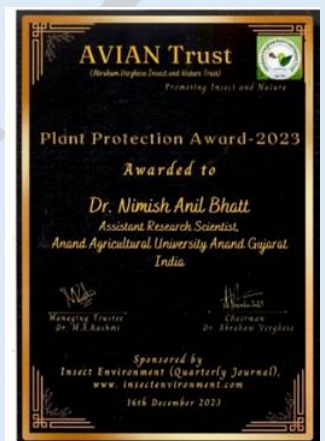 AVIAN Trust
(Abraham Verghese Insect and Nature Trust)
Promoting Insect and Nature
Plant Protection Award-2023
Awarded to
Dr. Nimish Anil Bhatt
Assistant Research Scientist,
Anand Agricultural University Anand Gujarat
India
Managing Trustee
Dr. M.A.Rashmi
Chairman
Dr. Abraham Verghese
Sponsored by
Insect Environment (Quarterly Journal),
www. insectenvironment.com
16th December 2023